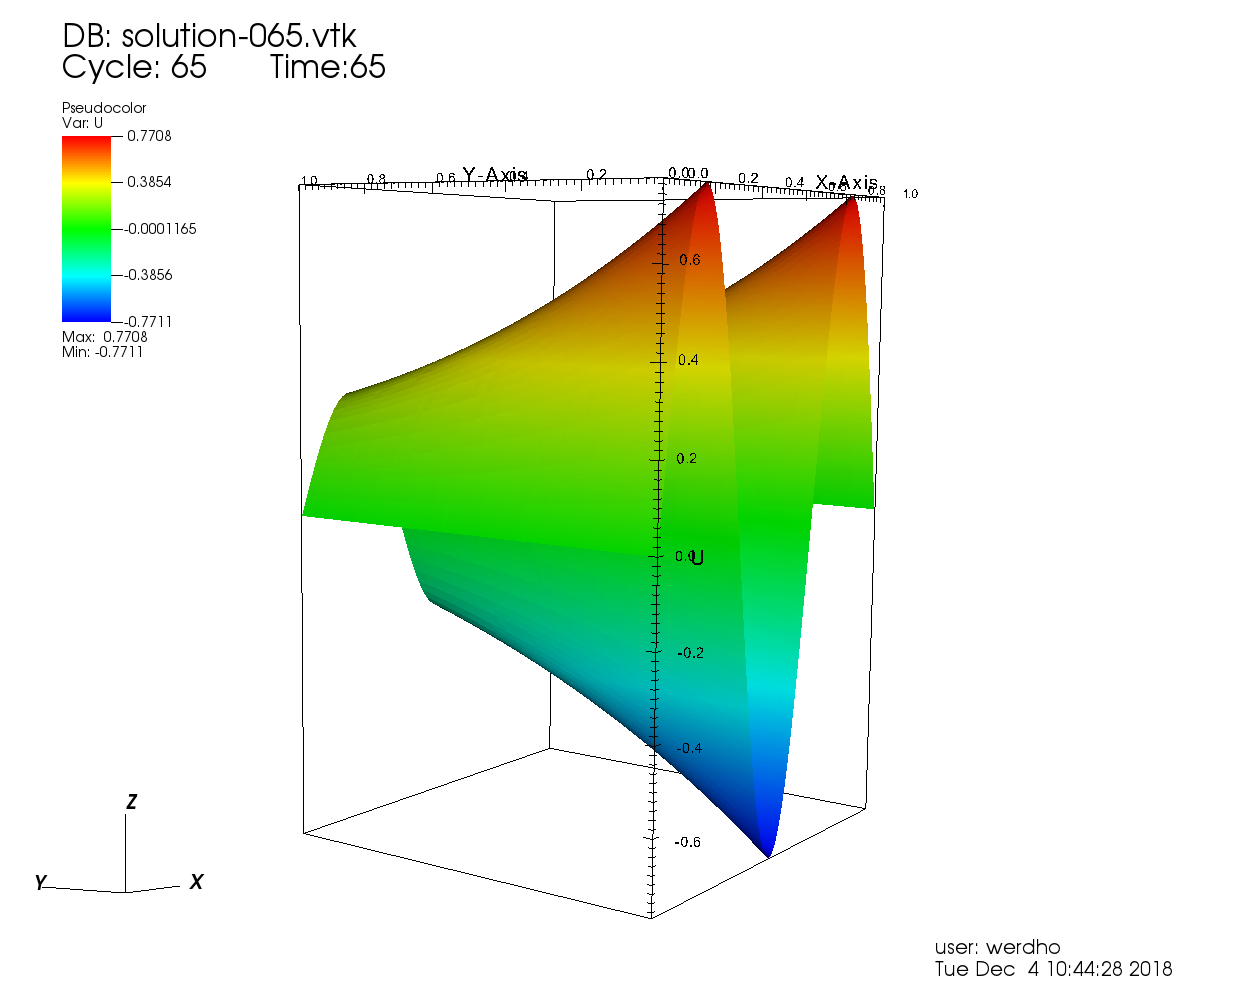 DB: solution-065.vtk
Cycle: 65 Time:65
Pseudocolor
Var: U
0.7708
0.3854
-0.0001165
-0.3856
-0.7711
Max: 0.7708
Min: -0.7711
1.0 0.8 0.6 Y-Axis 0.4 0.2 0.0
0.0 0.2 0.4 0.6 X-Axis 0.8 1.0
0.6
0.4
0.2
0.0 U
-0.2
-0.4
-0.6
Z
Y X
user: werdho
Tue Dec 4 10:44:28 2018